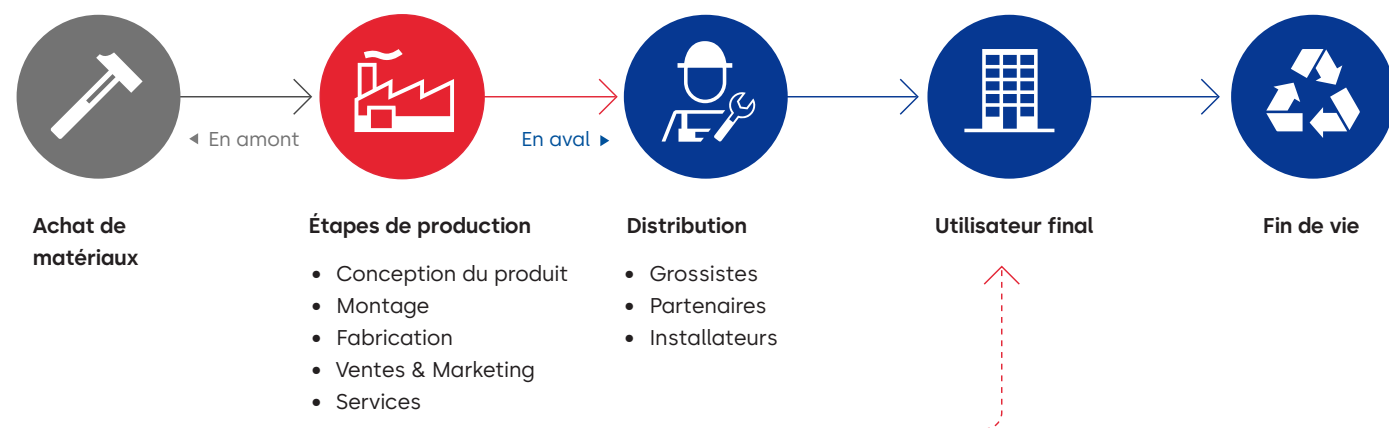 ◂ En amont
En aval ▸
Achat de
matériaux
Étapes de production
• Conception du produit
• Montage
• Fabrication
• Ventes & Marketing
• Services
Distribution
• Grossistes
• Partenaires
• Installateurs
Utilisateur final
Fin de vie